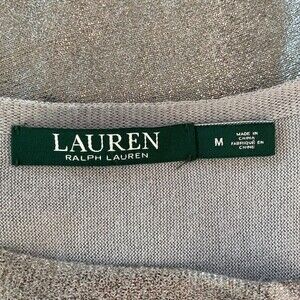 LAUREN
RALPH LAUREN
M
MADE IN
CHINA
FABRIQUÉ EN
CHINE